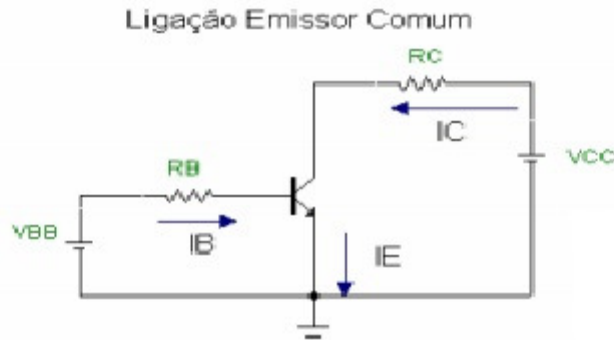 Ligação Emissor Comum
RC
IC
VCC
RB
VBB
IB
IE